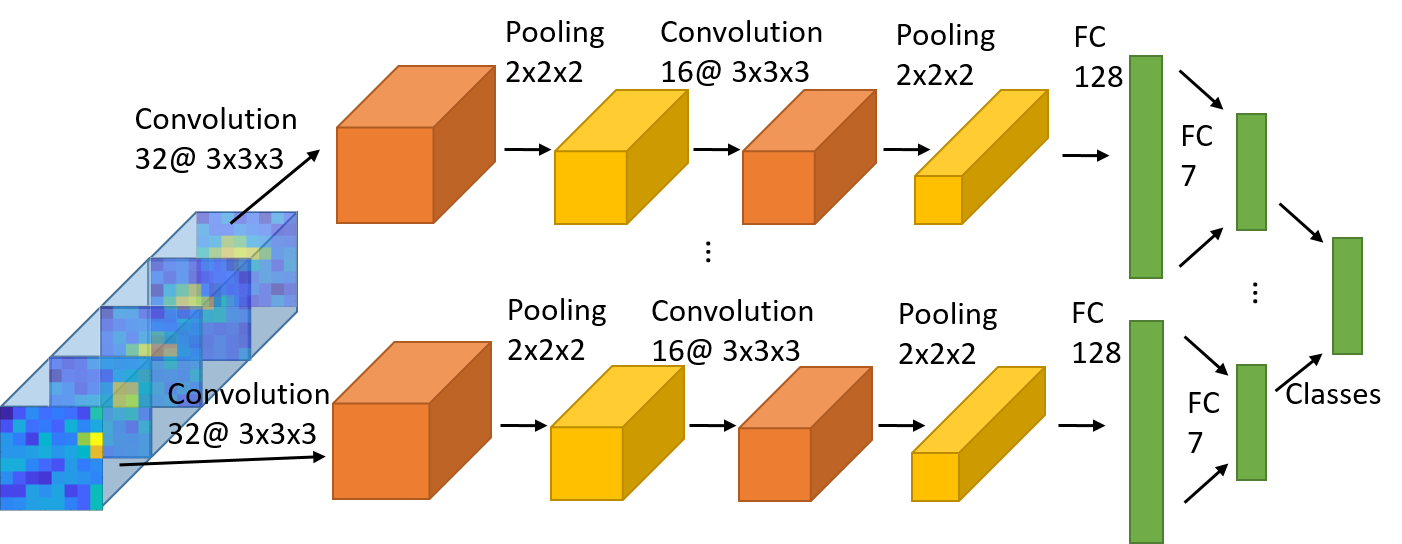 Convolution
32@ 3x3x3
Pooling
2x2x2
Convolution
16@ 3x3x3
Pooling
2x2x2
FC
128
FC
7
⋮
⋮
Convolution
32@ 3x3x3
Pooling
2x2x2
Convolution
16@ 3x3x3
Pooling
2x2x2
FC
128
FC
7
Classes